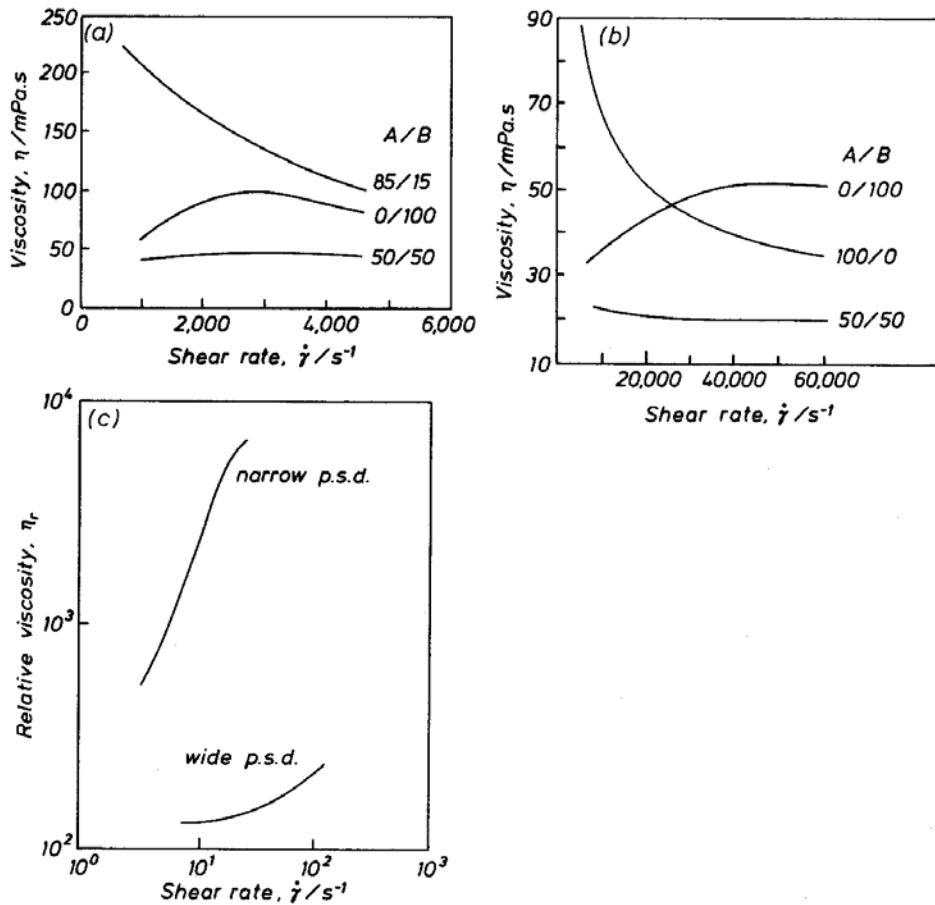 (a)
250
200
150
100
50
0
Viscosity, η /mPa.s
A/B
85/15
0/100
50/50
0
2,000
4,000
6,000
Shear rate, γ̇ /s⁻¹
(b)
90
70
50
30
10
Viscosity, η/mPa.s
A/B
0/100
100/0
50/50
20,000
40,000
60,000
Shear rate, γ̇ /s⁻¹
(c)
10⁴
10³
10²
Relative viscosity, ηᵣ
narrow p.s.d.
wide p.s.d.
10⁰
10¹
10²
10³
Shear rate, γ̇ /s⁻¹